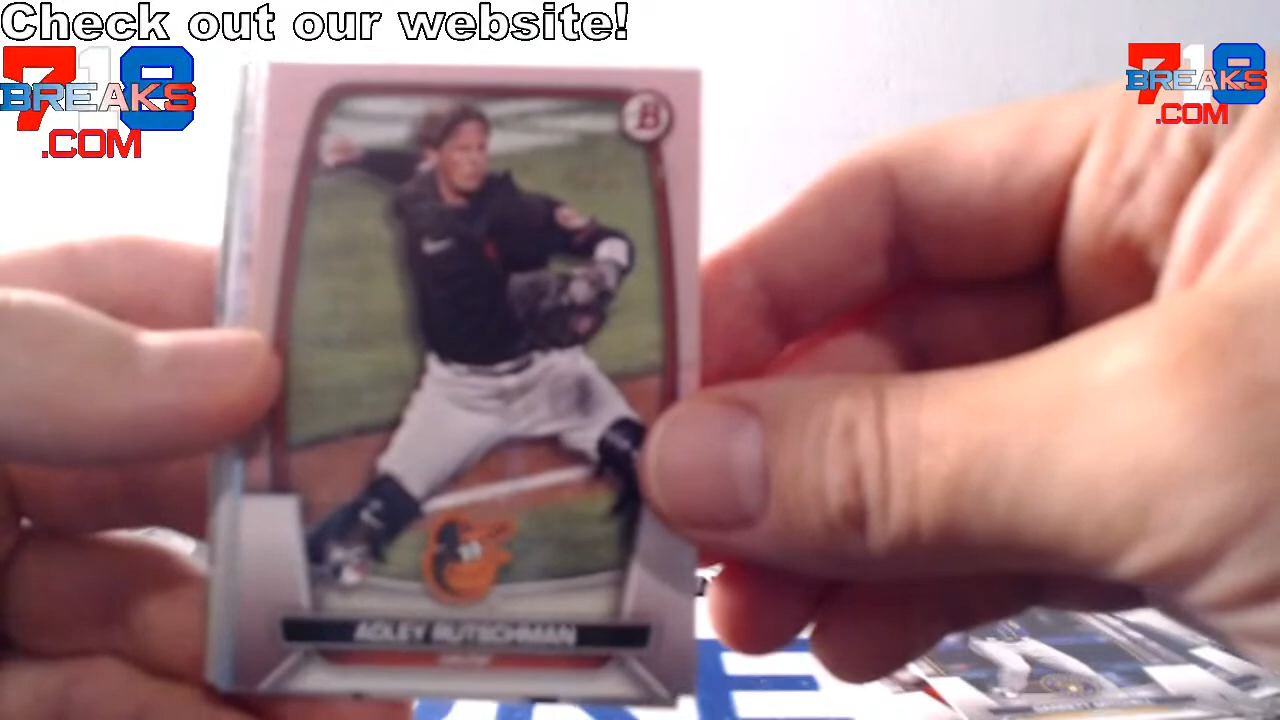 Check out our website!
718
BREAKS
.COM
718
BREAKS
.COM
B
ADLEY RUTSCHMAN